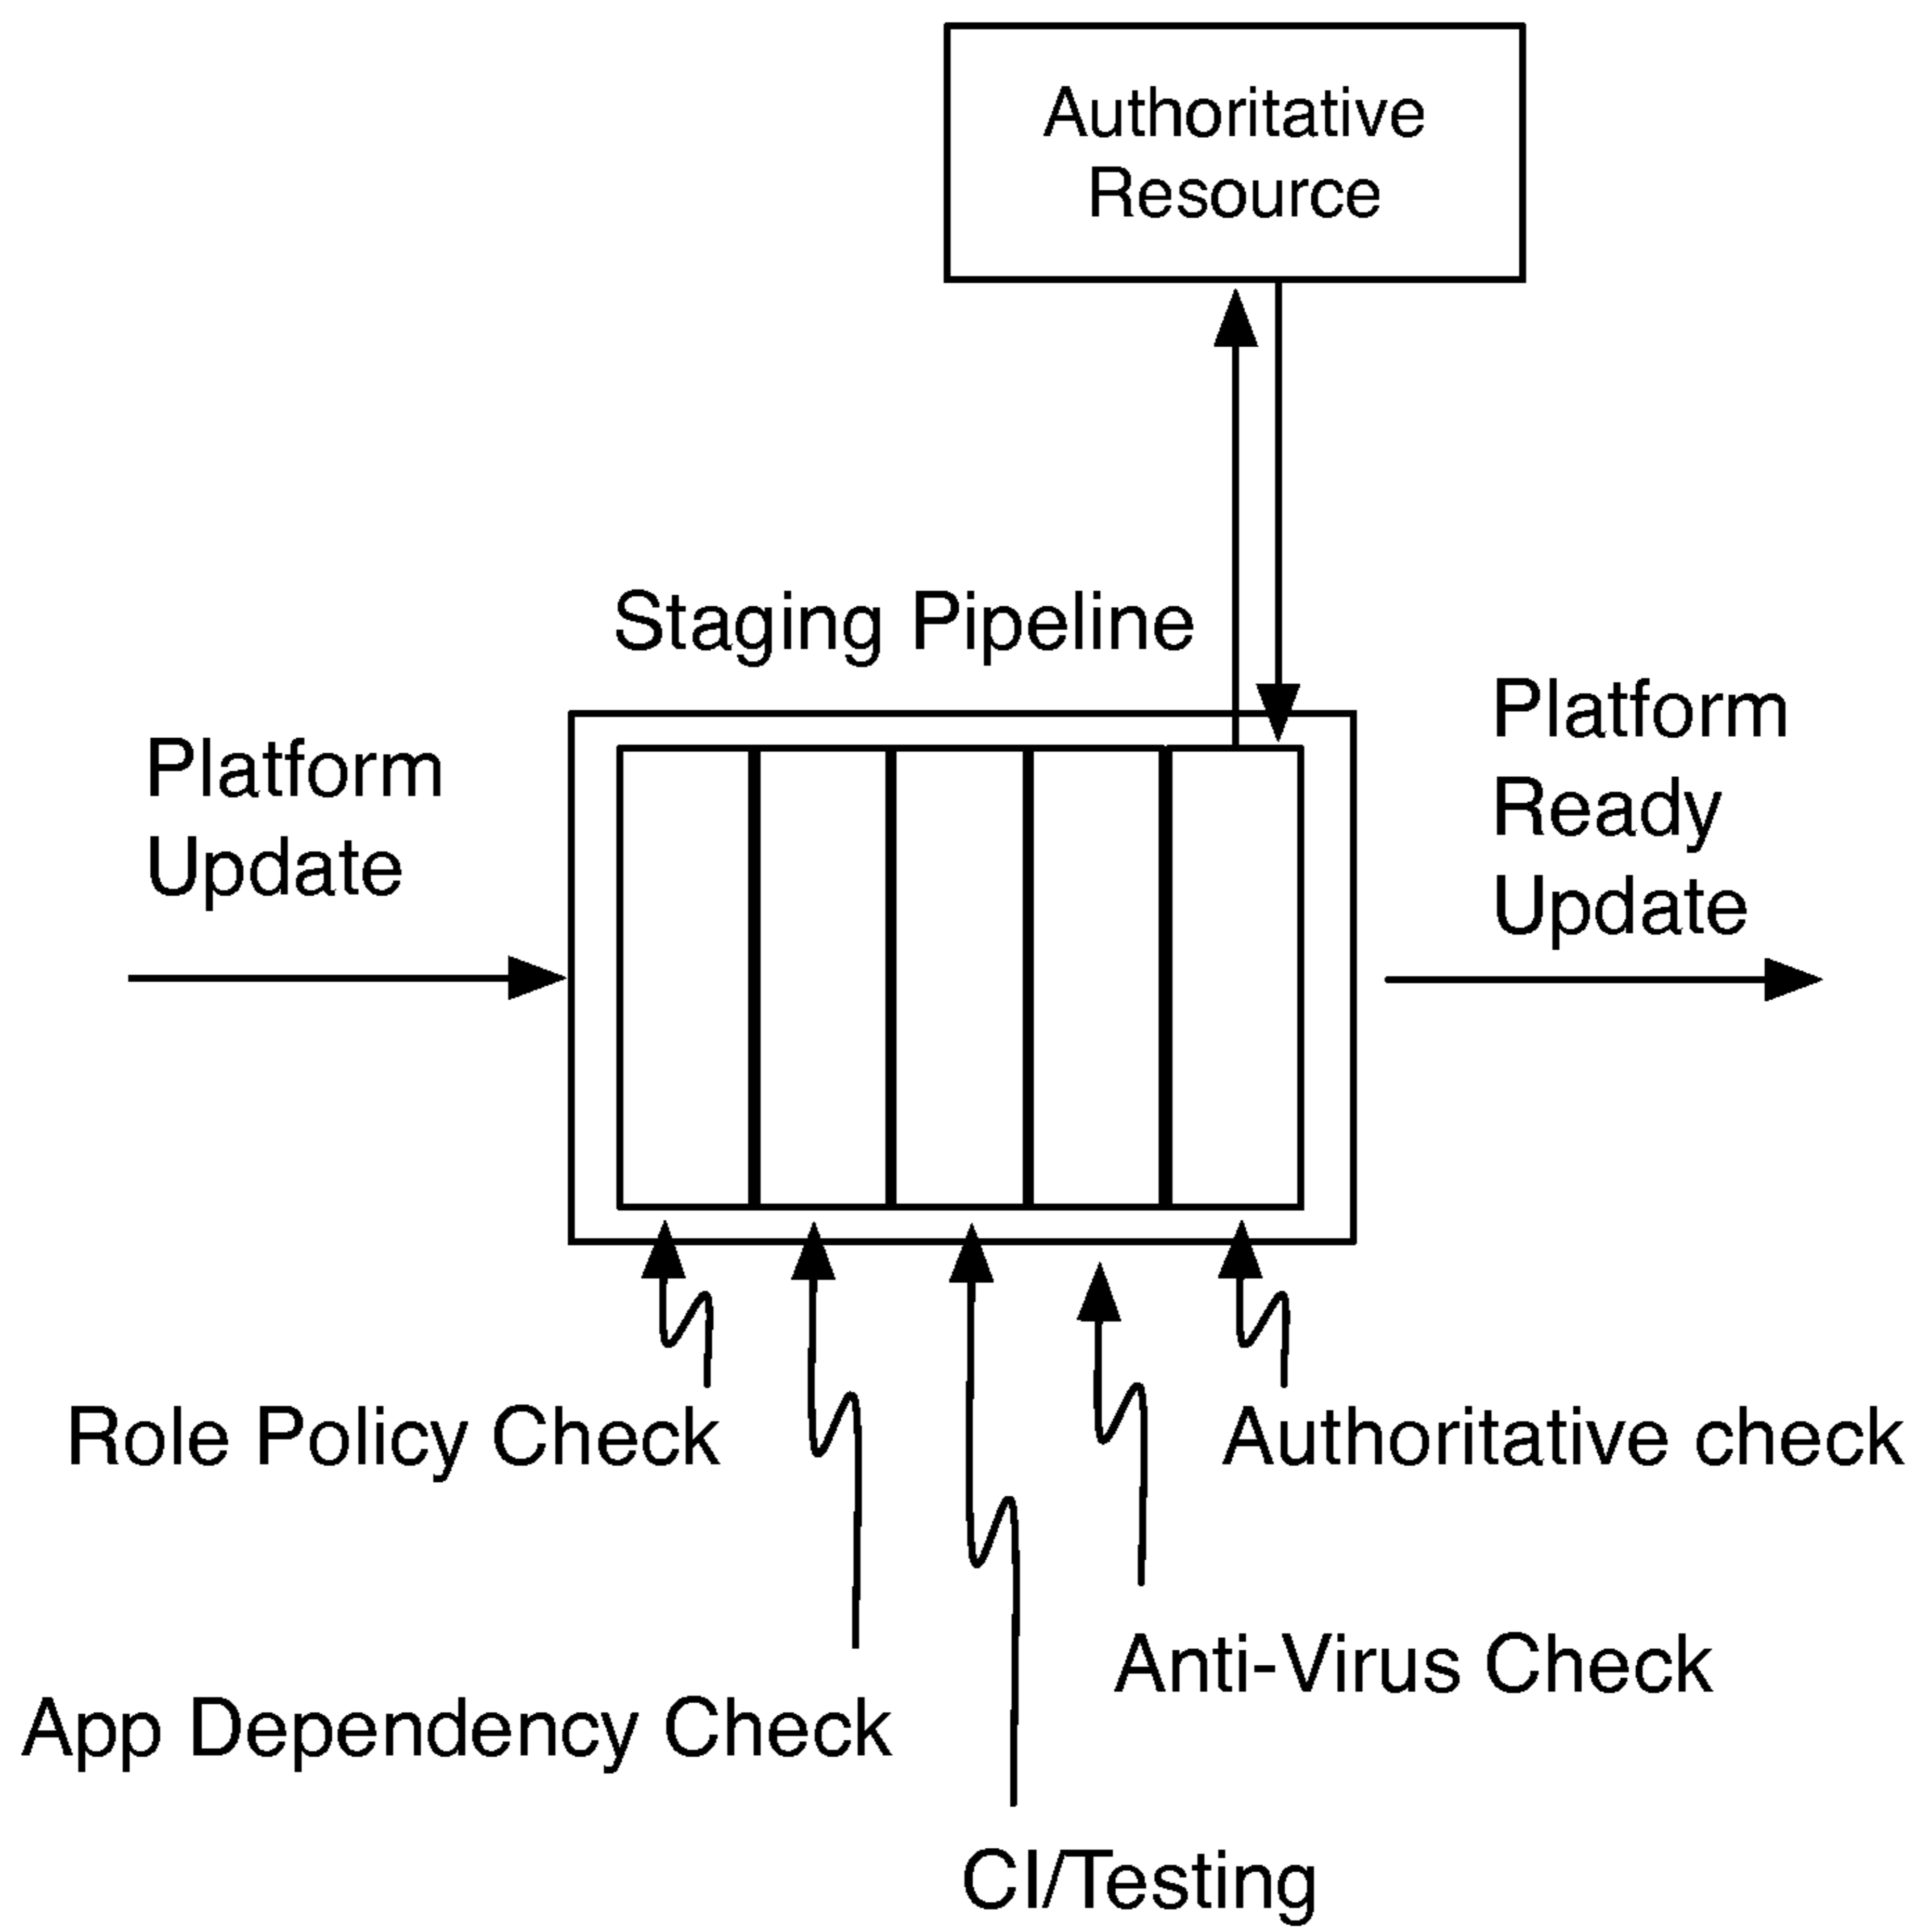 Authoritative
Resource
Staging Pipeline
Platform
Update
Platform
Ready
Update
Role Policy Check
Authoritative check
Anti-Virus Check
App Dependency Check
CI/Testing